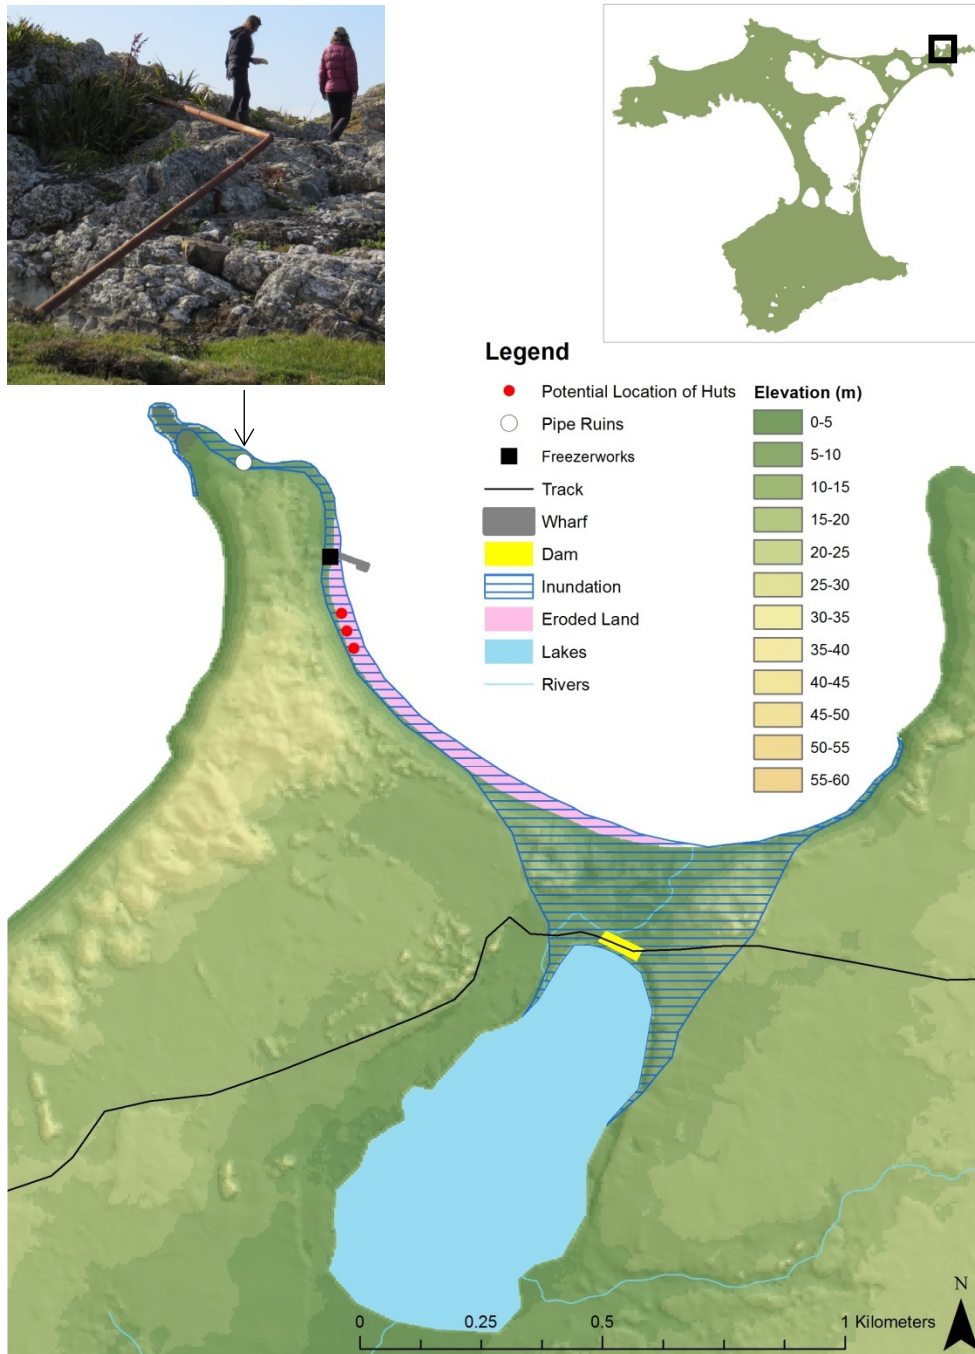 Legend
Potential Location of Huts
Pipe Ruins
Freezerworks
Track
Wharf
Dam
Inundation
Eroded Land
Lakes
Rivers
Elevation (m)
0-5
5-10
10-15
15-20
20-25
25-30
30-35
35-40
40-45
45-50
50-55
55-60
N
0 0.25 0.5 1 Kilometers